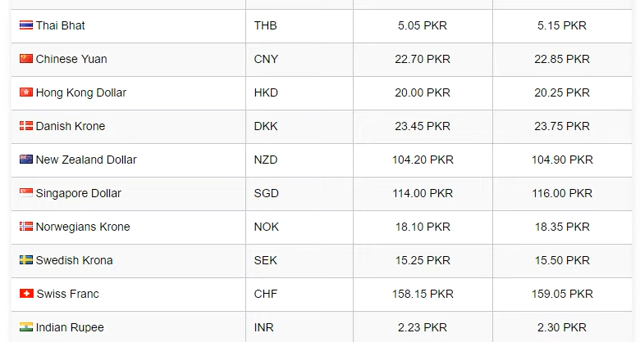 Thai Bhat THB 5.05 PKR 5.15 PKR
Chinese Yuan CNY 22.70 PKR 22.85 PKR
Hong Kong Dollar HKD 20.00 PKR 20.25 PKR
Danish Krone DKK 23.45 PKR 23.75 PKR
New Zealand Dollar NZD 104.20 PKR 104.90 PKR
Singapore Dollar SGD 114.00 PKR 116.00 PKR
Norwegians Krone NOK 18.10 PKR 18.35 PKR
Swedish Krona SEK 15.25 PKR 15.50 PKR
Swiss Franc CHF 158.15 PKR 159.05 PKR
Indian Rupee INR 2.23 PKR 2.30 PKR